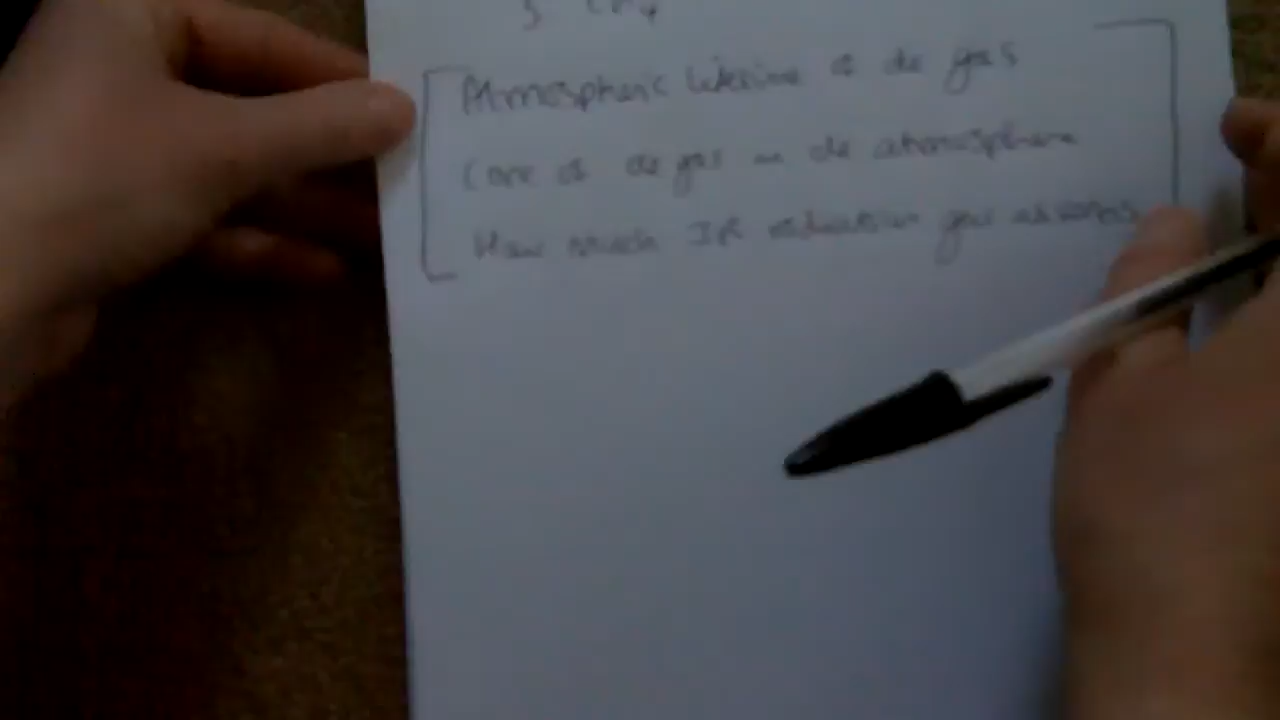 Atmospheric lifetime of the gas
Conc of the gas in the atmosphere
How much IR radiation gas absorbs